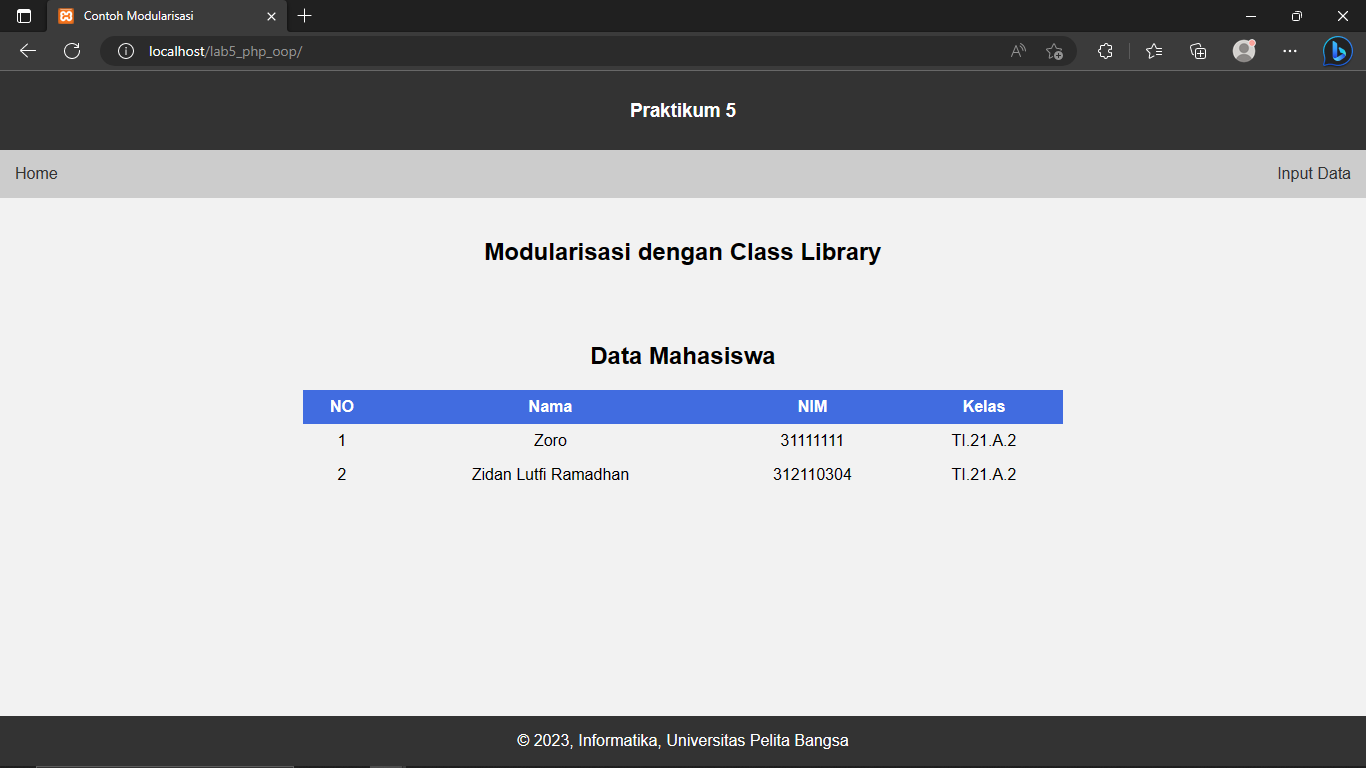 Contoh Modularisasi
localhost/lab5_php_oop/
Praktikum 5
Home Input Data
Modularisasi dengan Class Library
Data Mahasiswa
NO Nama NIM Kelas
1 Zoro 31111111 TI.21.A.2
2 Zidan Lutfi Ramadhan 312110304 TI.21.A.2
© 2023, Informatika, Universitas Pelita Bangsa